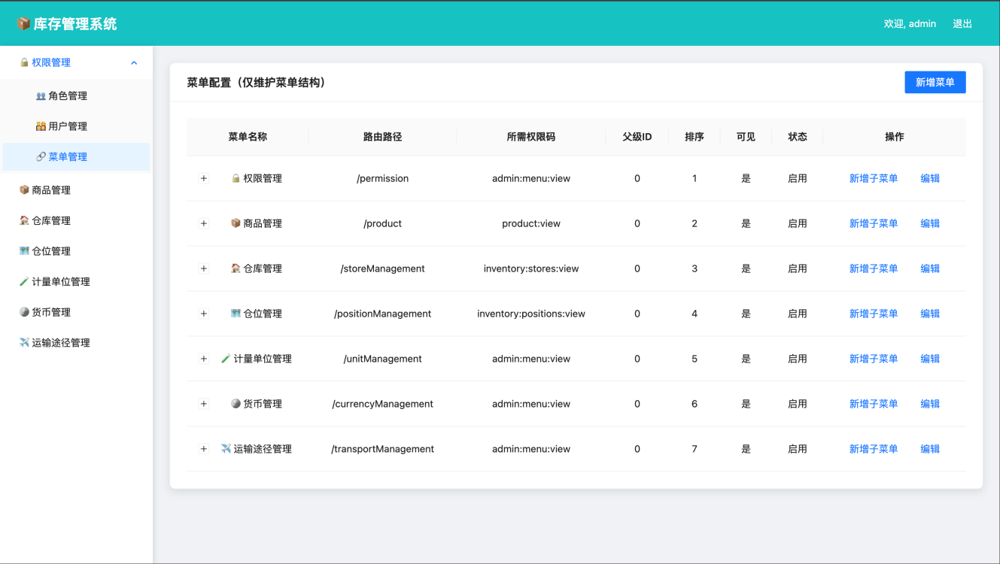 库存管理系统
欢迎, admin 退出
权限管理
角色管理
用户管理
菜单管理
商品管理
仓库管理
仓位管理
计量单位管理
货币管理
运输途径管理
菜单配置（仅维护菜单结构）
新增菜单
菜单名称 路由路径 所需权限码 父级ID 排序 可见 状态 操作
权限管理 /permission admin:menu:view 0 1 是 启用 新增子菜单 编辑
商品管理 /product product:view 0 2 是 启用 新增子菜单 编辑
仓库管理 /storeManagement inventory:stores:view 0 3 是 启用 新增子菜单 编辑
仓位管理 /positionManagement inventory:positions:view 0 4 是 启用 新增子菜单 编辑
计量单位管理 /unitManagement admin:menu:view 0 5 是 启用 新增子菜单 编辑
货币管理 /currencyManagement admin:menu:view 0 6 是 启用 新增子菜单 编辑
运输途径管理 /transportManagement admin:menu:view 0 7 是 启用 新增子菜单 编辑